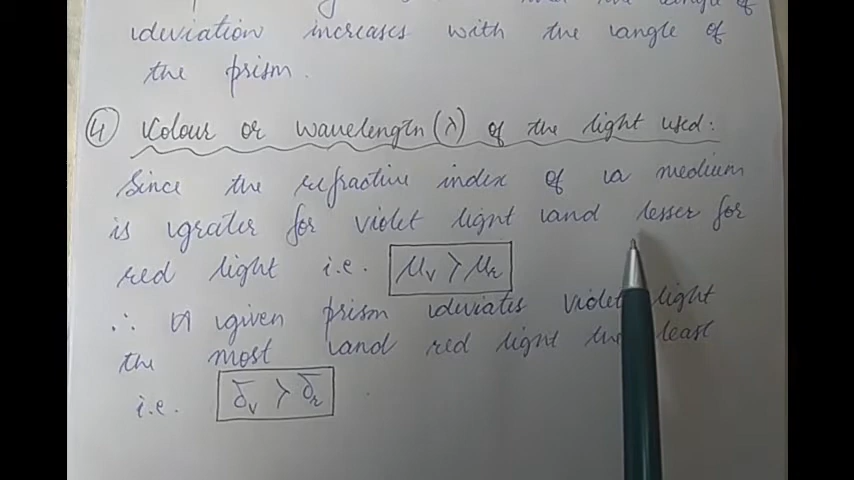 angle of
deviation increases with the angle of
the prism.
④ Colour or wavelength (λ) of the light used:
Since the refractive index of a medium
is greater for violet light and lesser for
red light i.e. μv > μr
∴ A given prism deviates violet light
the most and red light the least
i.e. δv > δr